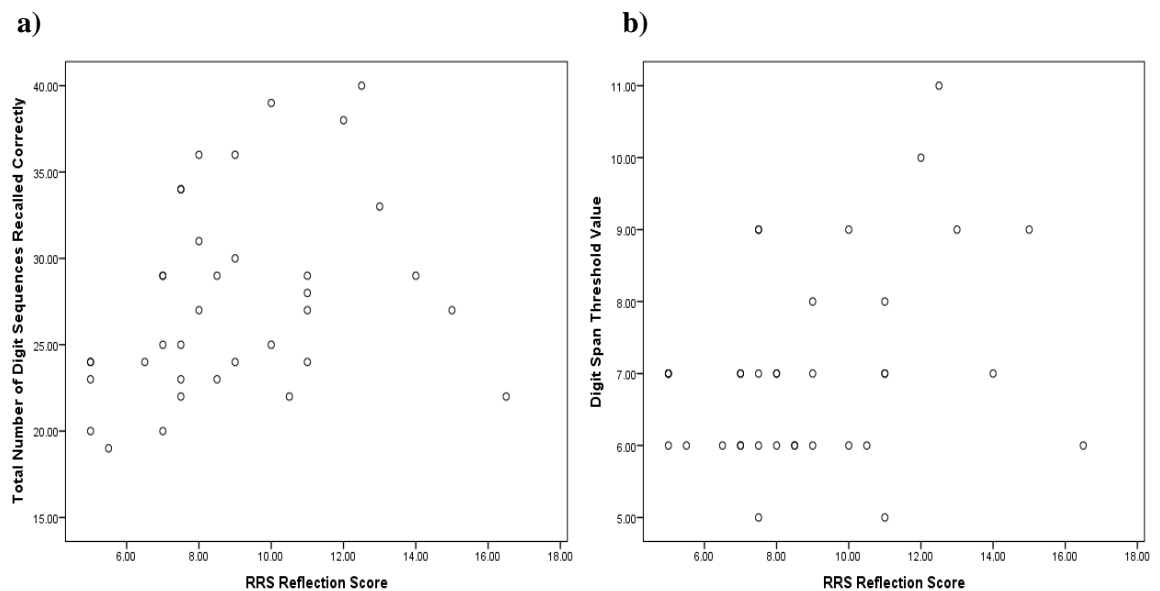 a)
Total Number of Digit Sequences Recalled Correctly
40.00
35.00
30.00
25.00
20.00
15.00
6.00 8.00 10.00 12.00 14.00 16.00 18.00
RRS Reflection Score
b)
Digit Span Threshold Value
11.00
10.00
9.00
8.00
7.00
6.00
5.00
6.00 8.00 10.00 12.00 14.00 16.00 18.00
RRS Reflection Score